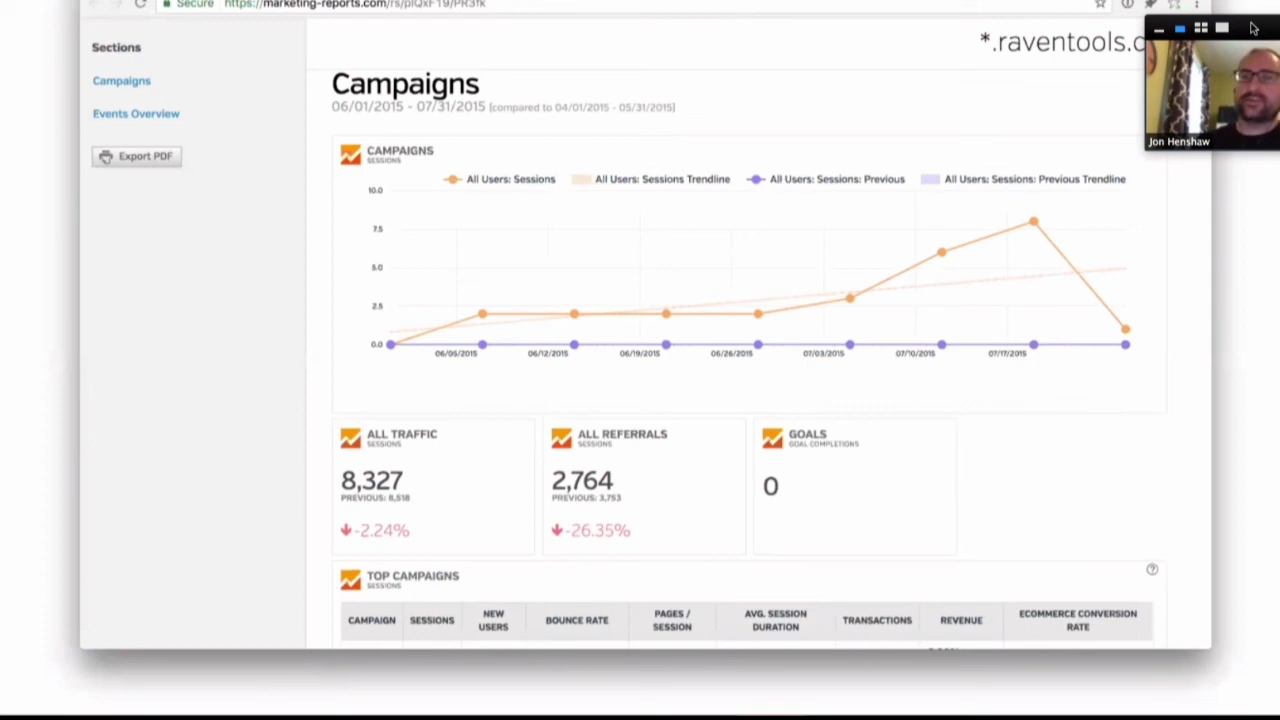 Secure
https://marketing-reports.com/rs/
Sections
Campaigns
Events Overview
Export PDF
*.raventools.c
Jon Henshaw
Campaigns
06/01/2015 - 07/31/2015 [compared to 04/01/2015 - 05/31/2015]
CAMPAIGNS
SESSIONS
All Users: Sessions
All Users: Sessions Trendline
All Users: Sessions: Previous
All Users: Sessions: Previous Trendline
10.0
7.5
5.0
2.5
0.0
06/05/2015
06/12/2015
06/19/2015
06/26/2015
07/03/2015
07/10/2015
07/17/2015
ALL TRAFFIC
SESSIONS
8,327
PREVIOUS: 8,518
-2.24%
ALL REFERRALS
SESSIONS
2,764
PREVIOUS: 3,753
-26.35%
GOALS
GOAL COMPLETIONS
0
TOP CAMPAIGNS
SESSIONS
CAMPAIGN
SESSIONS
NEW
USERS
BOUNCE RATE
PAGES /
SESSION
AVG. SESSION
DURATION
TRANSACTIONS
REVENUE
ECOMMERCE CONVERSION
RATE